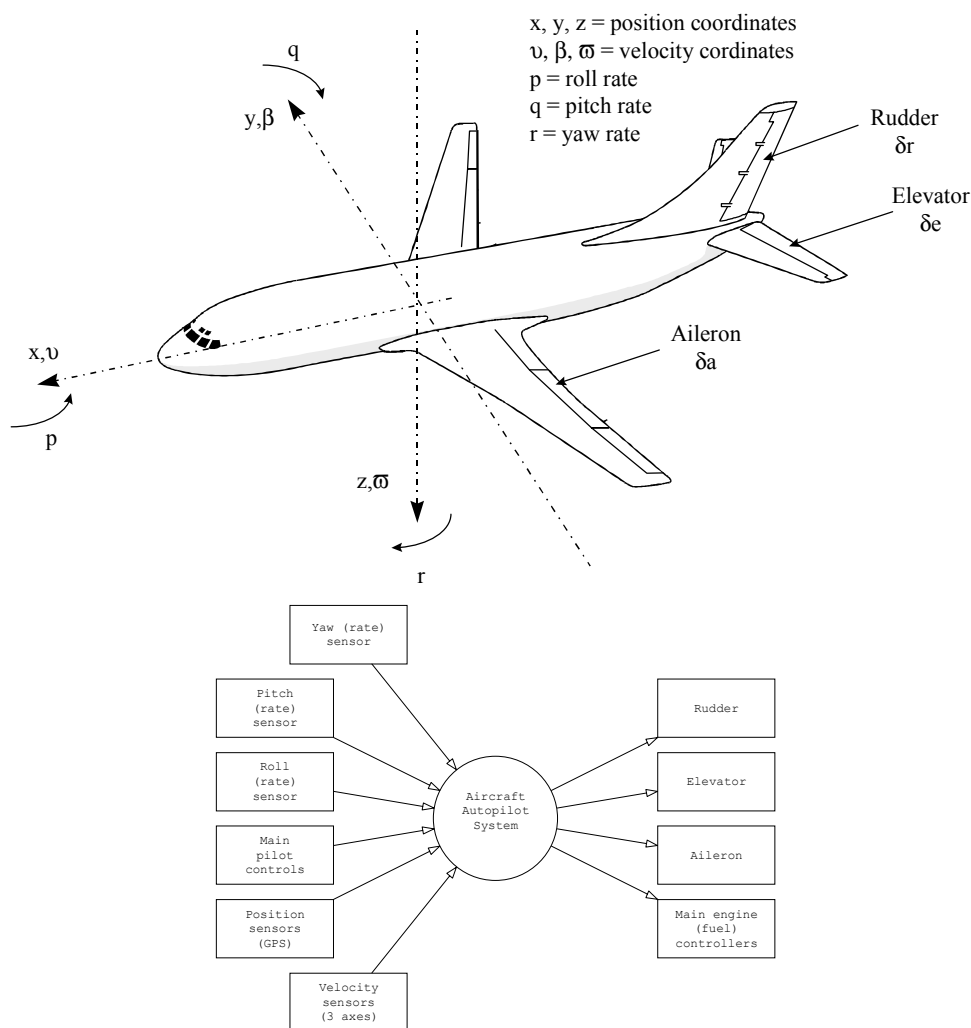 x, y, z = position coordinates
υ, β, ϖ = velocity cordinates
p = roll rate
q = pitch rate
r = yaw rate
q
y,β
Rudder
δr
Elevator
δe
Aileron
δa
x,υ
p
z,ϖ
r
Yaw (rate)
sensor
Pitch
(rate)
sensor
Roll
(rate)
sensor
Main
pilot
controls
Position
sensors
(GPS)
Velocity
sensors
(3 axes)
Aircraft
Autopilot
System
Rudder
Elevator
Aileron
Main engine
(fuel)
controllers